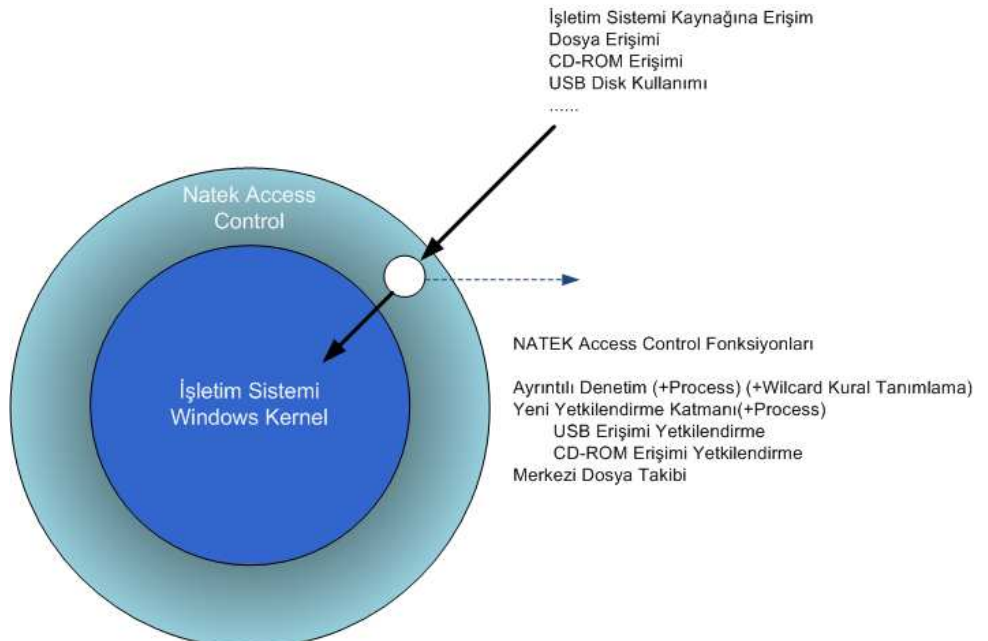 İşletim Sistemi Kaynağına Erişim
Dosya Erişimi
CD-ROM Erişimi
USB Disk Kullanımı
......
Natek Access
Control
İşletim Sistemi
Windows Kernel
NATEK Access Control Fonksiyonları
Ayrıntılı Denetim (+Process) (+Wilcard Kural Tanımlama)
Yeni Yetkilendirme Katmanı(+Process)
USB Erişimi Yetkilendirme
CD-ROM Erişimi Yetkilendirme
Merkezi Dosya Takibi